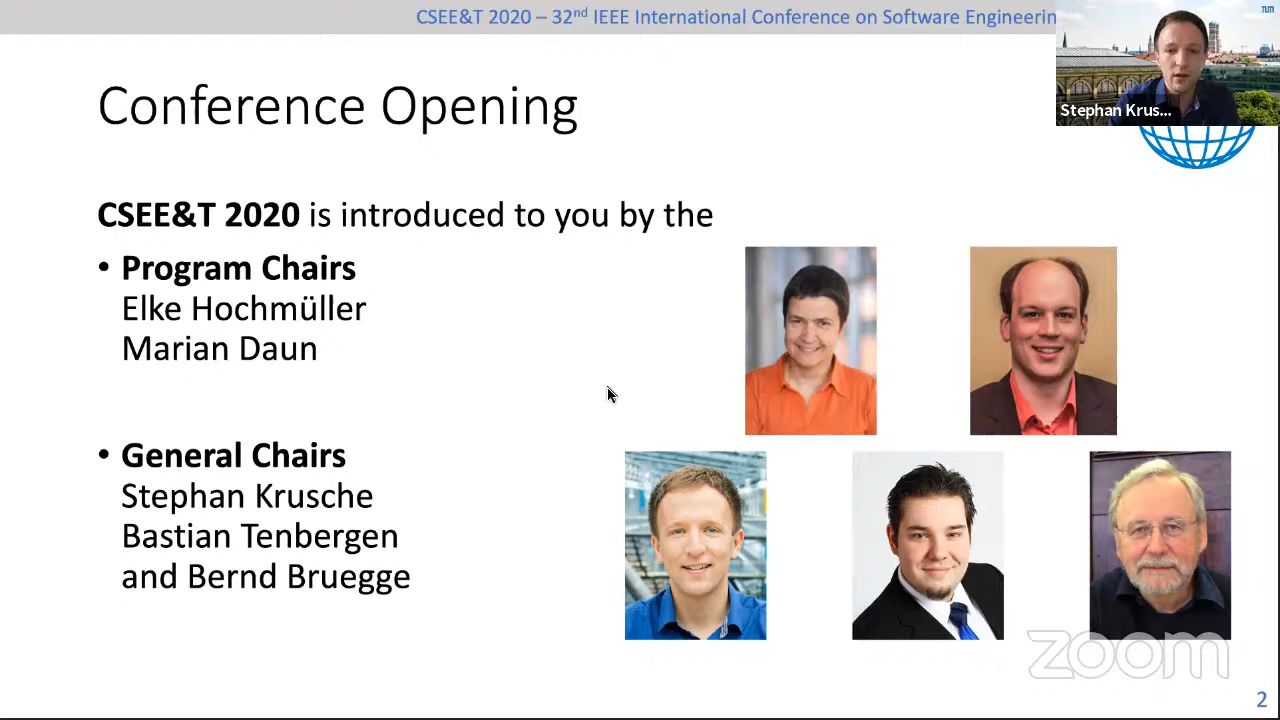 CSEE&T 2020 – 32nd IEEE International Conference on Software Engineerin
TUM
Stephan Krus...
Conference Opening
CSEE&T 2020 is introduced to you by the
• Program Chairs
Elke Hochmüller
Marian Daun
• General Chairs
Stephan Krusche
Bastian Tenbergen
and Bernd Bruegge
zoom
2